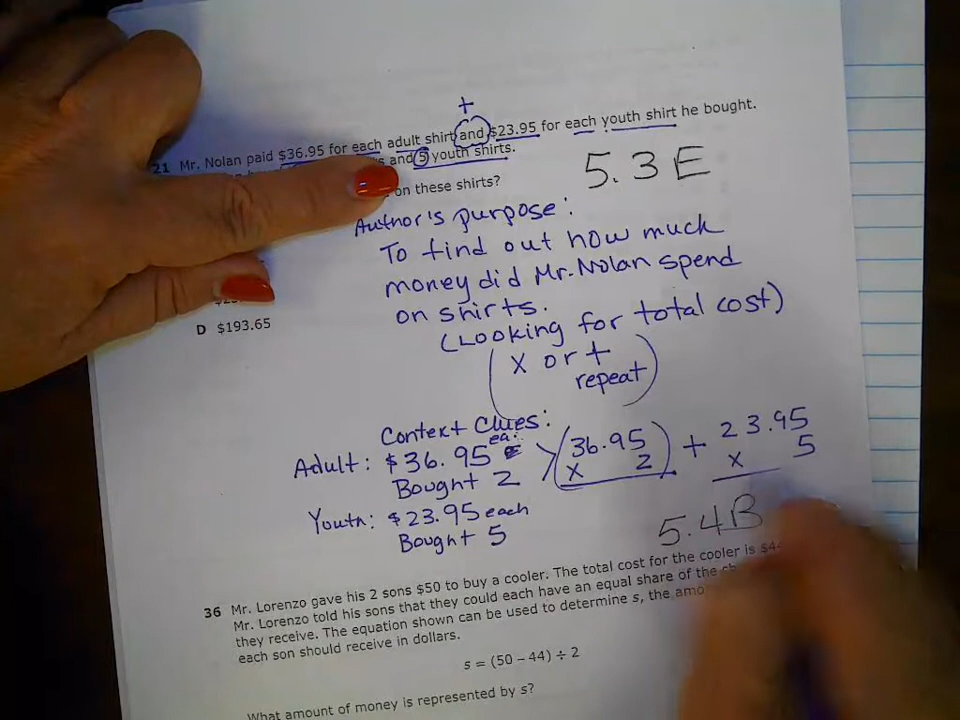 +
21 Mr. Nolan paid $36.95 for each adult shirt and $23.95 for each youth shirt he bought.
and 5 youth shirts.
on these shirts?
5.3E
Author's purpose:
To find out how much
money did Mr. Nolan spend
on shirts.
(Looking for total cost)
D $193.65
(x or +
repeat)
Context Clues:
ea.
Adult: $36.95
Bought 2
(36.95 + 23.95
x 2) x 5
Youth: $23.95 each
Bought 5
5.4B
36 Mr. Lorenzo gave his 2 sons $50 to buy a cooler. The total cost for the cooler is
Mr. Lorenzo told his sons that they could each have an equal share of the
they receive. The equation shown can be used to determine s, the
each son should receive in dollars.
s = (50 – 44) ÷ 2
What amount of money is represented by s?